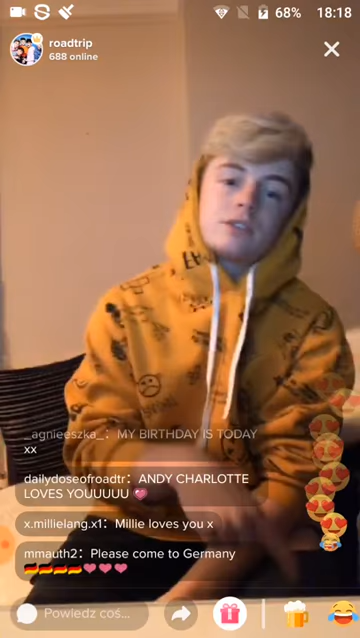 68% 18:18
roadtrip
688 online
_agnieeszka_: MY BIRTHDAY IS TODAY
xx
dailydoseofroadtr: ANDY CHARLOTTE
LOVES YOUUUUU 💓
x.millielang.x1: Millie loves you x
mmauth2: Please come to Germany
🇩🇪🇩🇪🇩🇪🇩🇪❤❤❤
Powiedz coś...